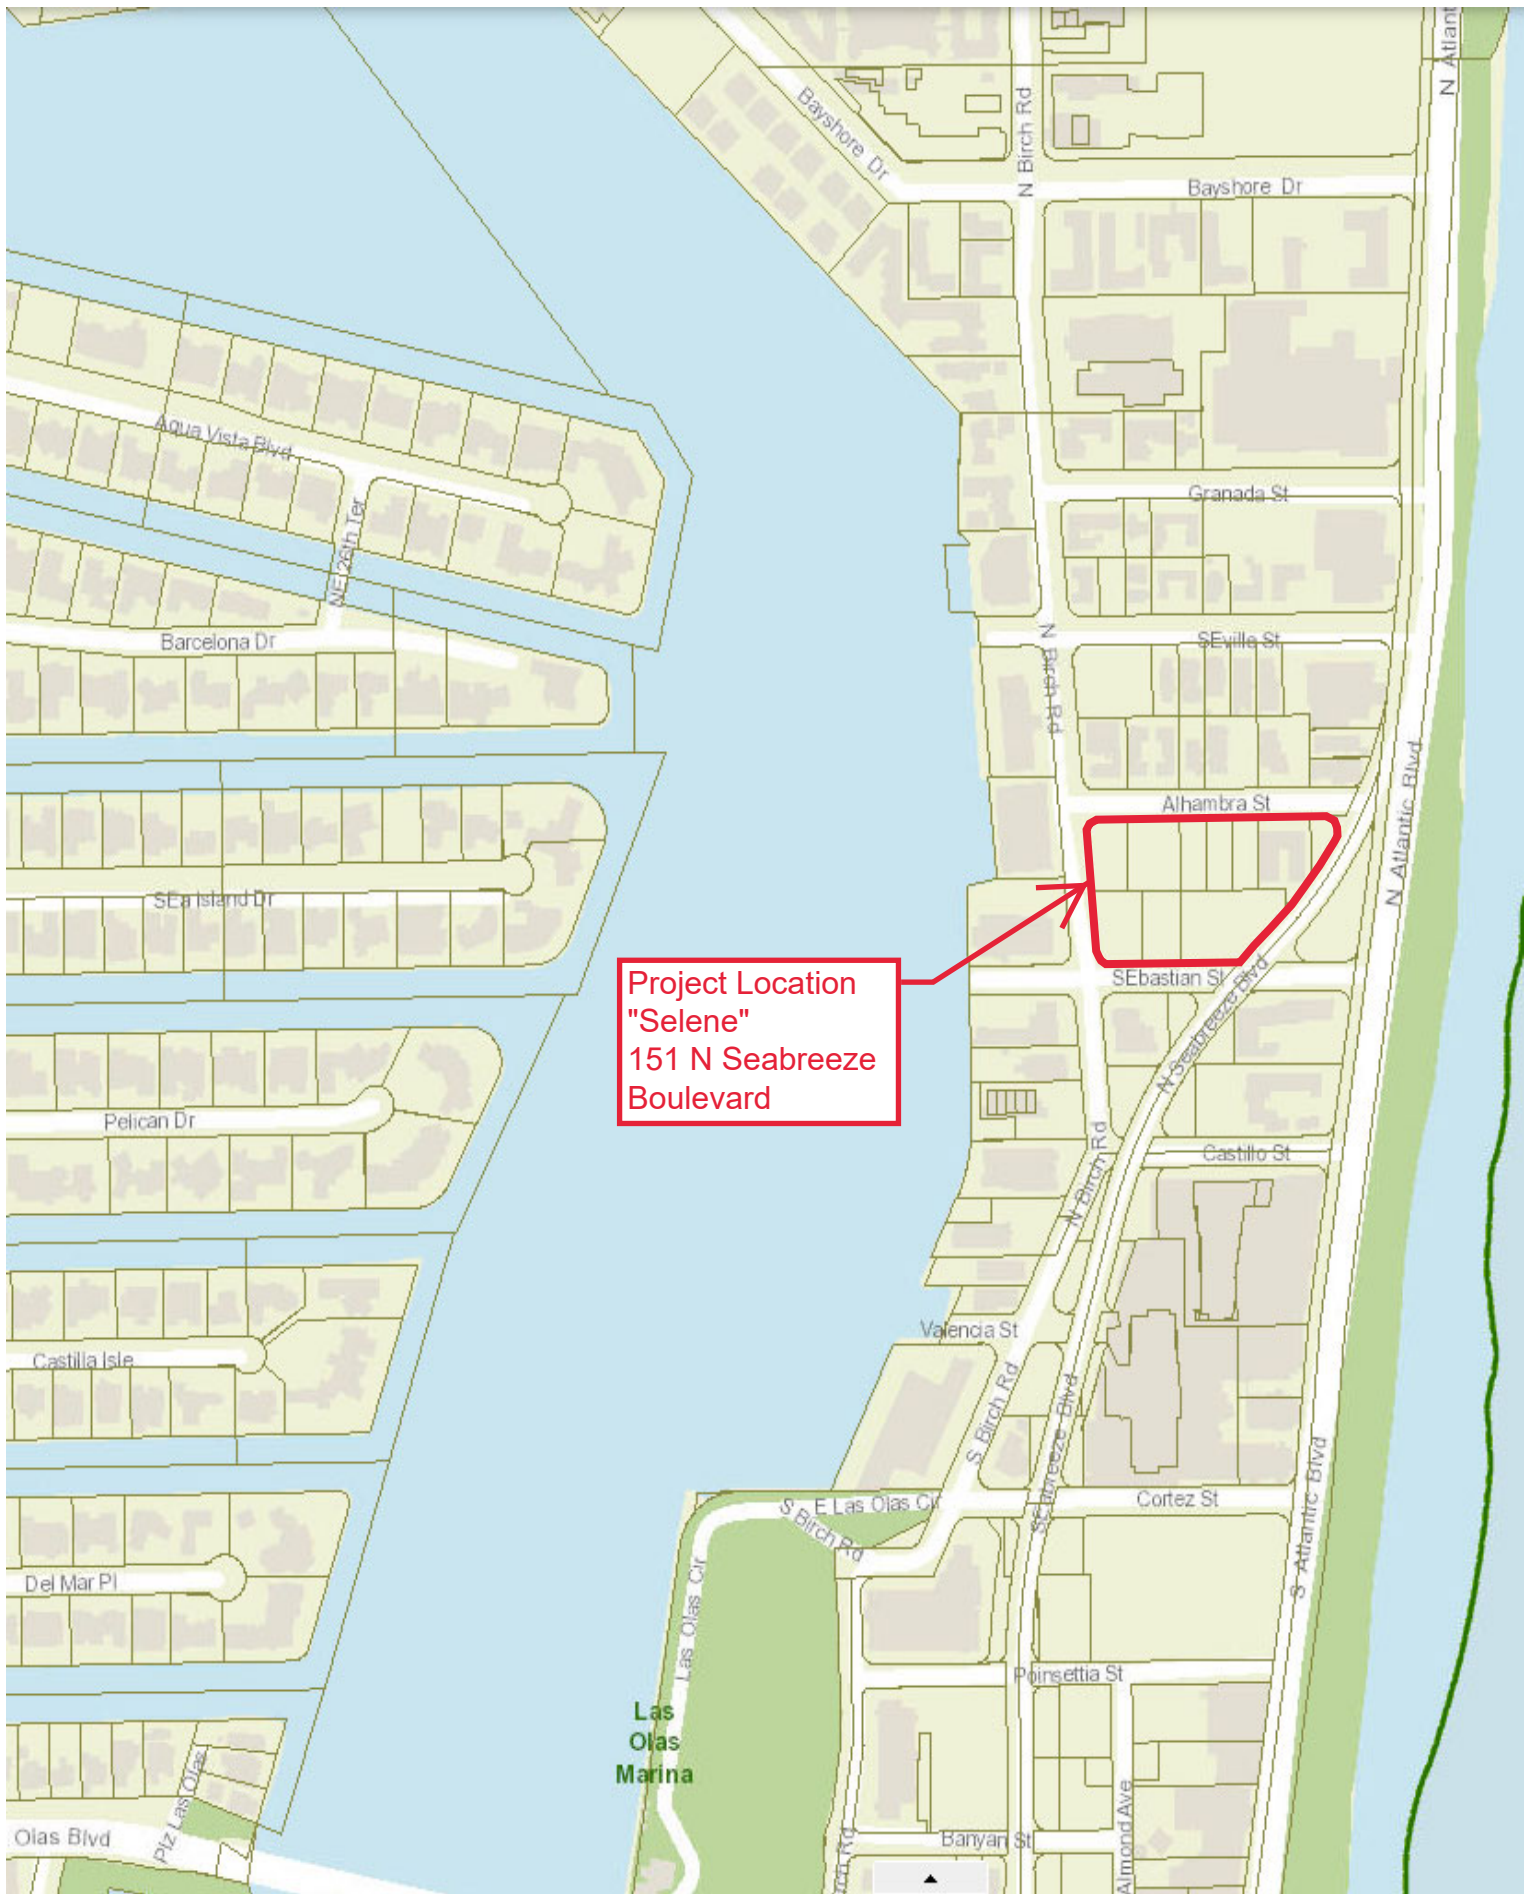 N Atlant
Bayshore Dr
N Birch Rd
Bayshore Dr
Aqua Vista Blvd
Granada St
NE 26th Ter
Barcelona Dr
SEville St
N Birch Rd
N Atlantic Blvd
Alhambra St
SEa Island Dr
Project Location
"Selene"
151 N Seabreeze
Boulevard
SEbastian St
N Seabreeze Blvd
Pelican Dr
N Birch Rd
Castillo St
Valencia St
Castilla Isle
S Birch Rd
SEabreeze Blvd
S Atlantic Blvd
Cortez St
E Las Olas Cir
S Birch Rd
Del Mar Pl
Las Olas Cir
Poinsettia St
Las
Olas
Marina
Plz Las Olas
Olas Blvd
Banyan St
Almond Ave
rch Rd